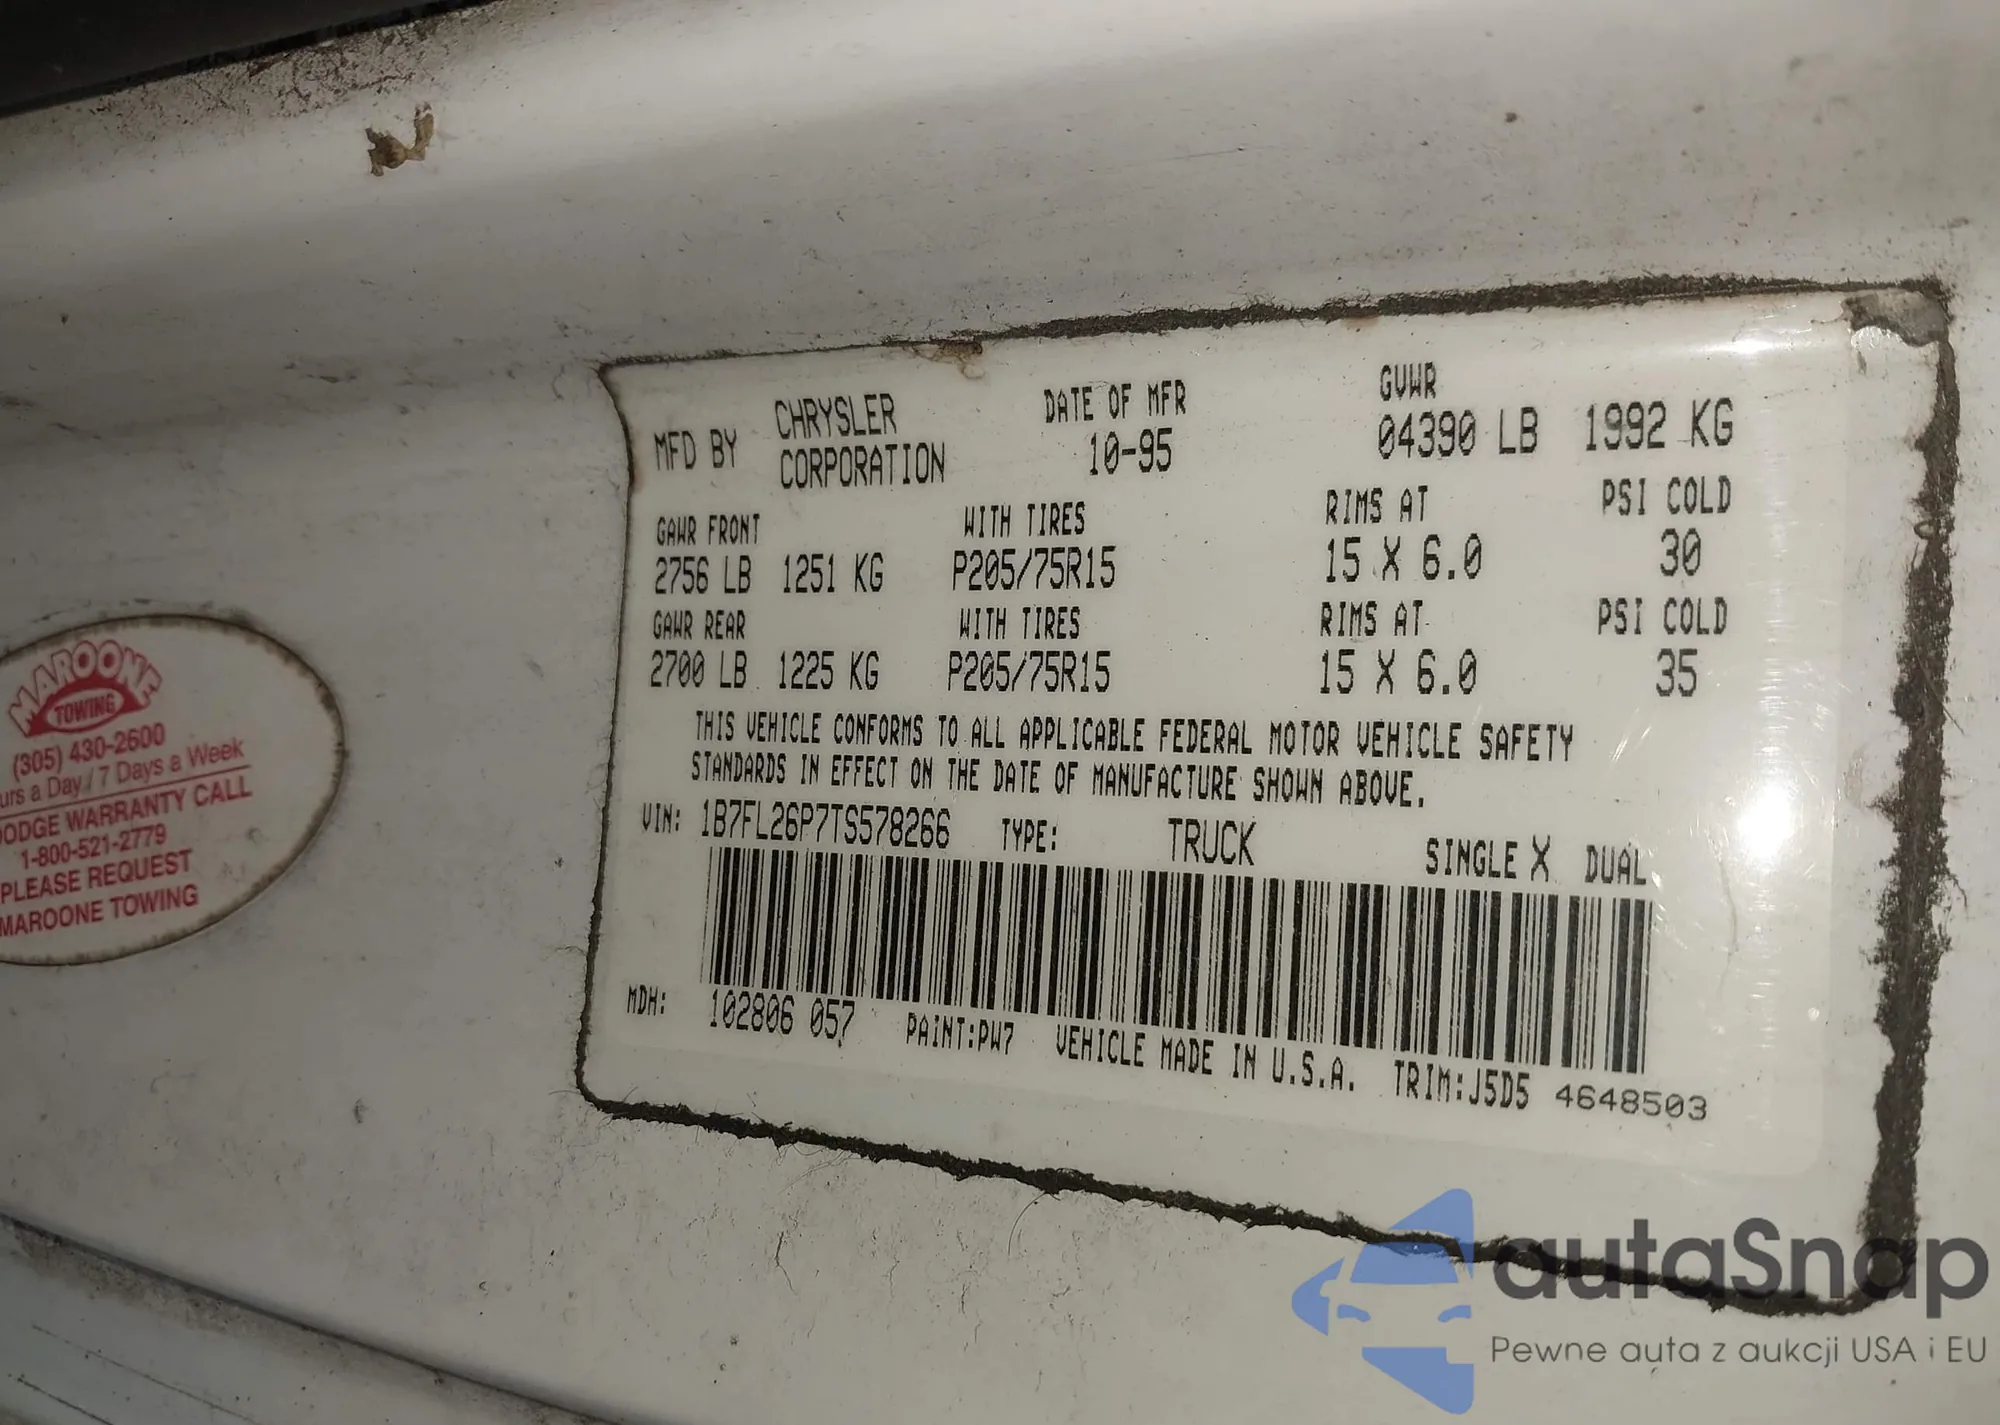 MFD BY CHRYSLER CORPORATION
DATE OF MFR
10-95
GVWR
04390 LB 1992 KG
GAWR FRONT WITH TIRES RIMS AT PSI COLD
2756 LB 1251 KG P205/75R15 15 X 6.0 30
GAWR REAR WITH TIRES RIMS AT PSI COLD
2700 LB 1225 KG P205/75R15 15 X 6.0 35
THIS VEHICLE CONFORMS TO ALL APPLICABLE FEDERAL MOTOR VEHICLE SAFETY
STANDARDS IN EFFECT ON THE DATE OF MANUFACTURE SHOWN ABOVE.
VIN: 1B7FL26P7TS578266 TYPE: TRUCK SINGLE X DUAL
MDH: 102806 057 PAINT:PW7 VEHICLE MADE IN U.S.A. TRIM:J5D5 4648503
MAROONE
TOWING
(305) 430-2600
urs a Day / 7 Days a Week
ODGE WARRANTY CALL
1-800-521-2779
PLEASE REQUEST
MAROONE TOWING
autaSnap
Pewne auta z aukcji USA i EU